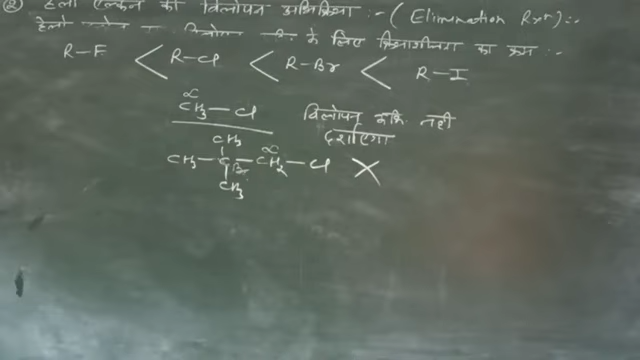 ② हैलो एल्केन की विलोपन अभिक्रिया :- ( Elimination Rxⁿ ) :-
हैलो के लिए क्रियाशीलता का क्रम :-
R-F < R-Cl < R-Br < R-I
∝
CH₃-Cl विलोपन अभि. नहीं
दर्शाएगा
CH₃
CH₃-C-CH₂-Cl ×
CH₃